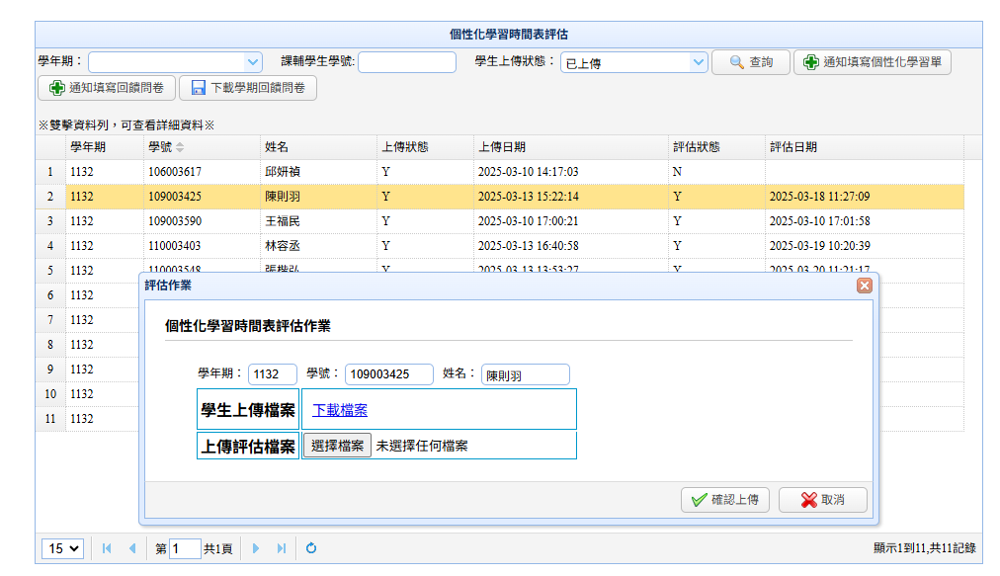 個性化學習時間表評估
學年期： 課輔學生學號: 學生上傳狀態： 已上傳 查詢 通知填寫個性化學習單
通知填寫回饋問卷 下載學期回饋問卷
※雙擊資料列，可查看詳細資料※
學年期 學號 姓名 上傳狀態 上傳日期 評估狀態 評估日期
1 1132 106003617 邱妍禎 Y 2025-03-10 14:17:03 N
2 1132 109003425 陳則羽 Y 2025-03-13 15:22:14 Y 2025-03-18 11:27:09
3 1132 109003590 王福民 Y 2025-03-10 17:00:21 Y 2025-03-10 17:01:58
4 1132 110003403 林容丞 Y 2025-03-13 16:40:58 Y 2025-03-19 10:20:39
5 1132 110003548 Y 2025-03-13 13:53:27 Y 2025-03-20 11:21:17
6 1132
7 1132
8 1132
9 1132
10 1132
11 1132
評估作業
個性化學習時間表評估作業
學年期： 1132 學號： 109003425 姓名： 陳則羽
學生上傳檔案 下載檔案
上傳評估檔案 選擇檔案 未選擇任何檔案
確認上傳 取消
15 第 1 共1頁 顯示1到11,共11記錄